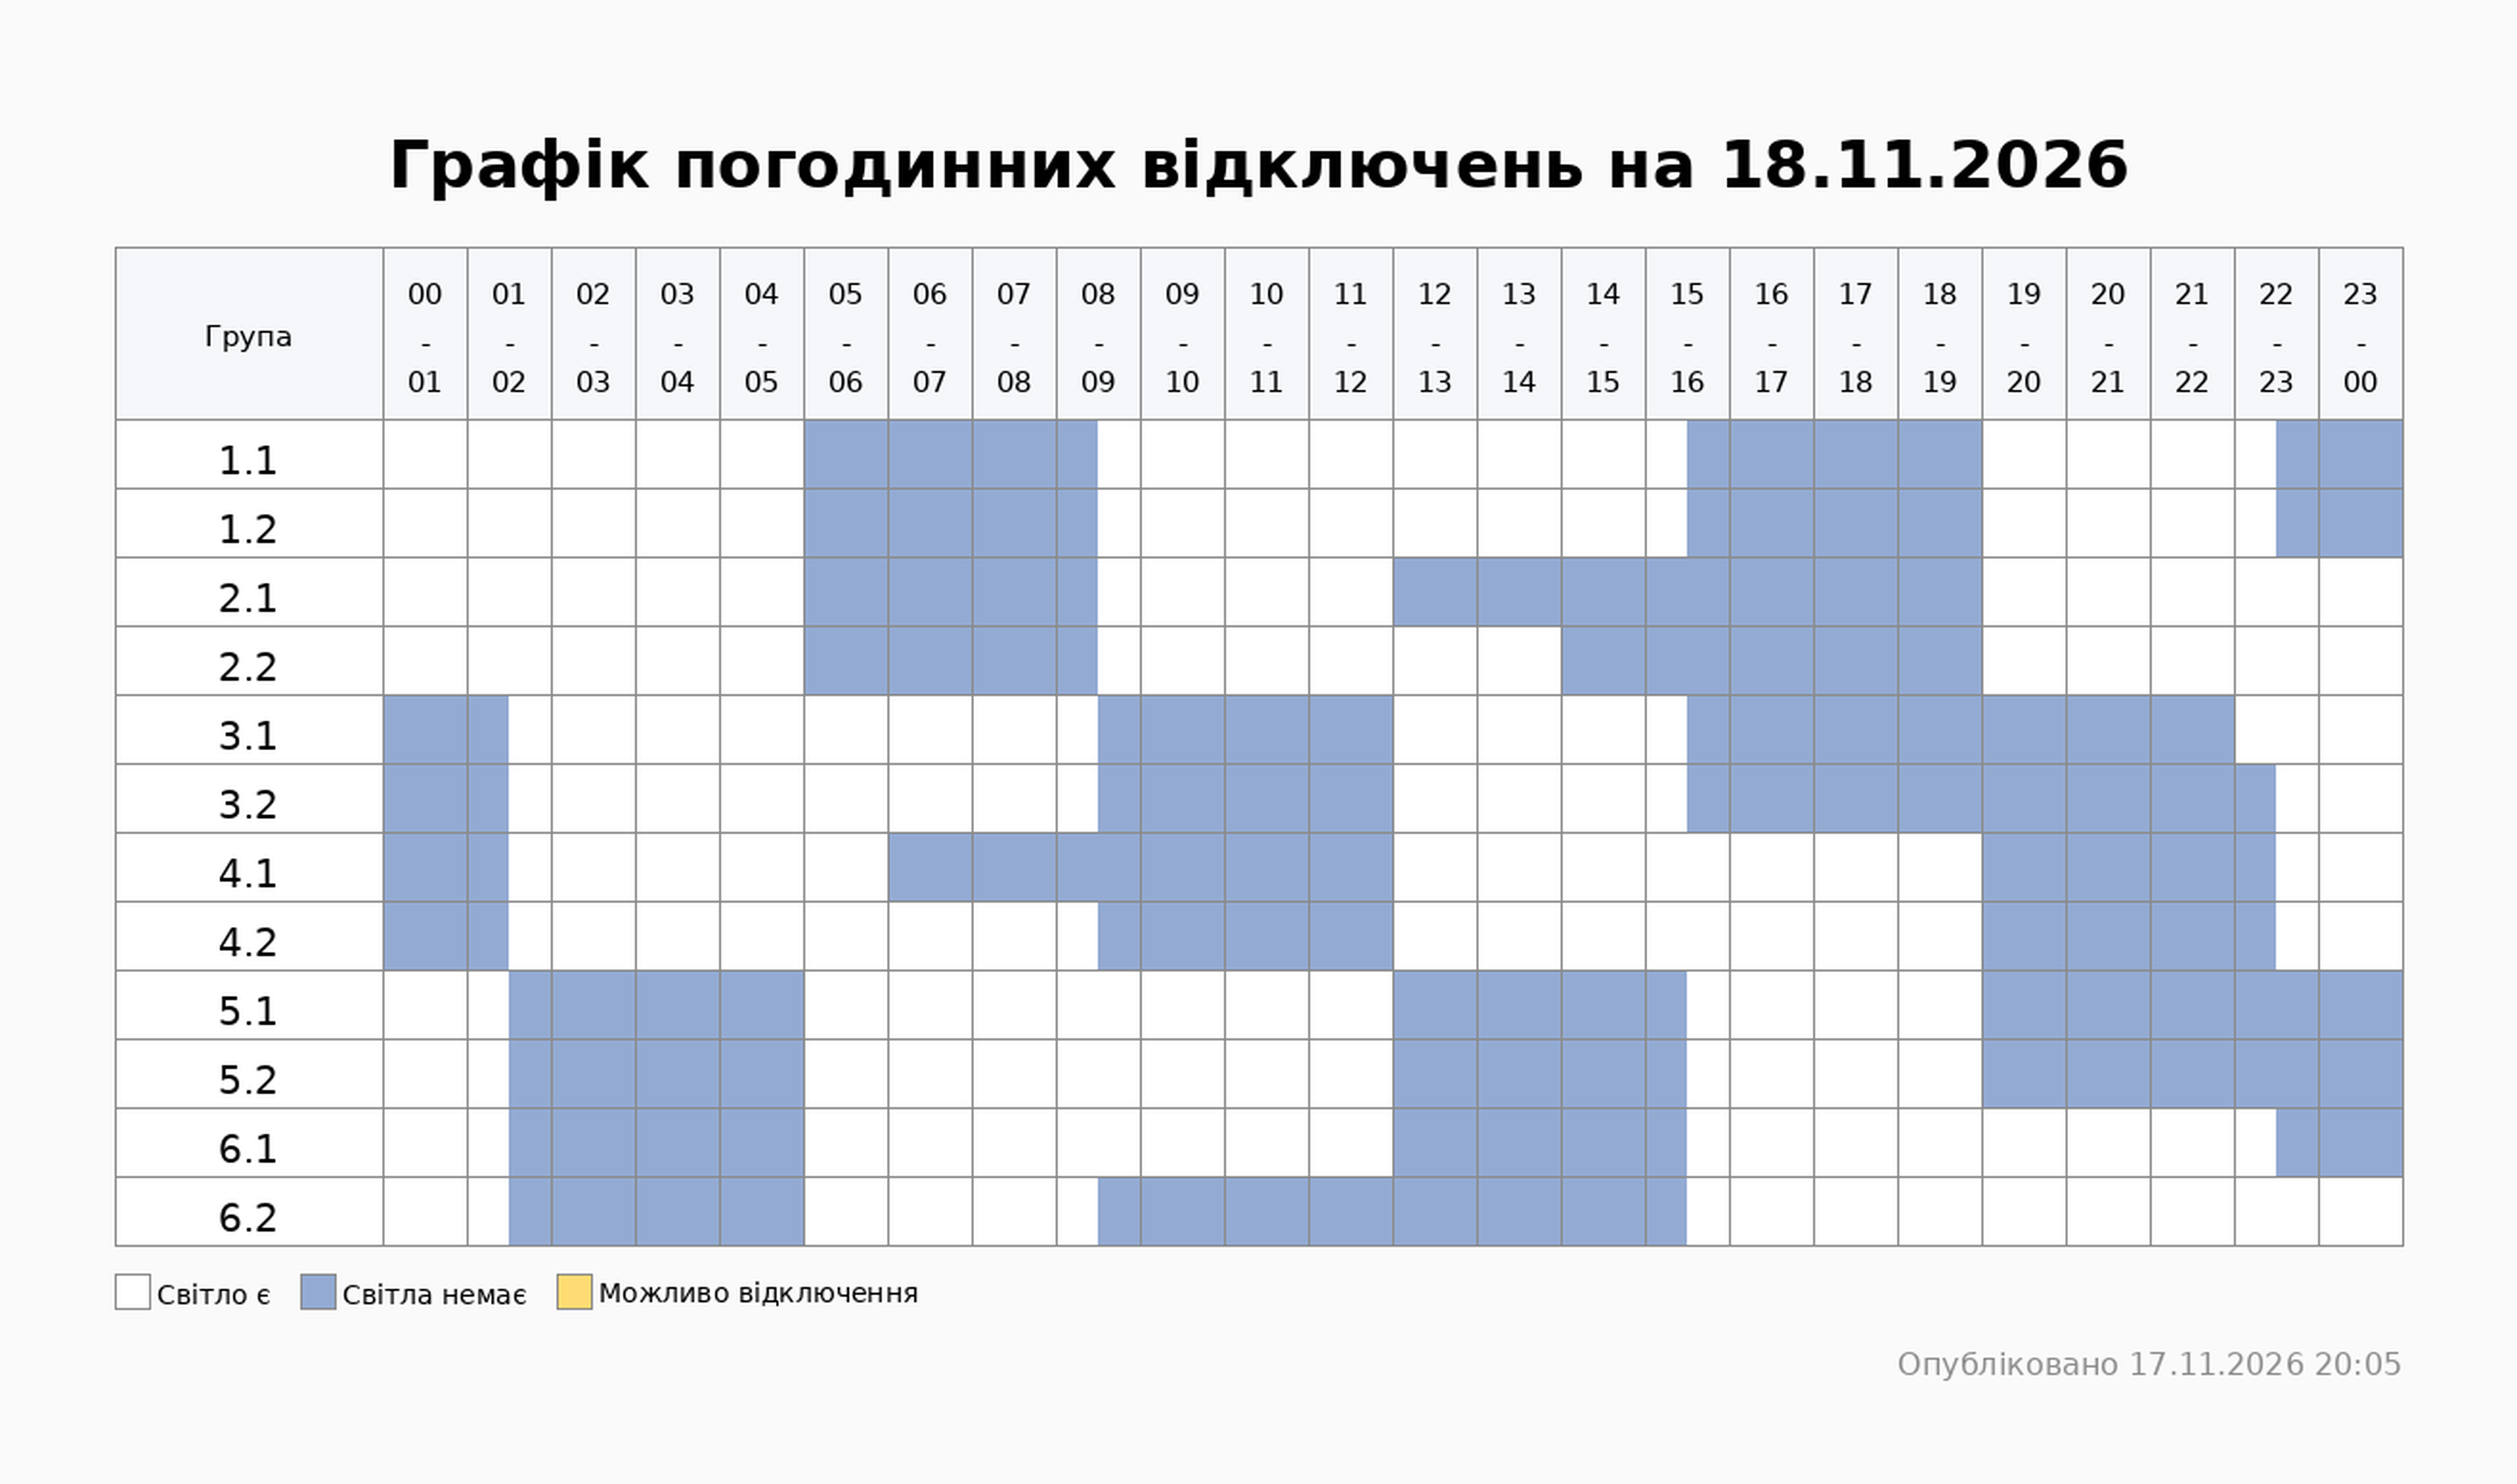 Графік погодинних відключень на 18.11.2026
Група
00 - 01
01 - 02
02 - 03
03 - 04
04 - 05
05 - 06
06 - 07
07 - 08
08 - 09
09 - 10
10 - 11
11 - 12
12 - 13
13 - 14
14 - 15
15 - 16
16 - 17
17 - 18
18 - 19
19 - 20
20 - 21
21 - 22
22 - 23
23 - 00
1.1
1.2
2.1
2.2
3.1
3.2
4.1
4.2
5.1
5.2
6.1
6.2
Світло є Світла немає Можливо відключення
Опубліковано 17.11.2026 20:05